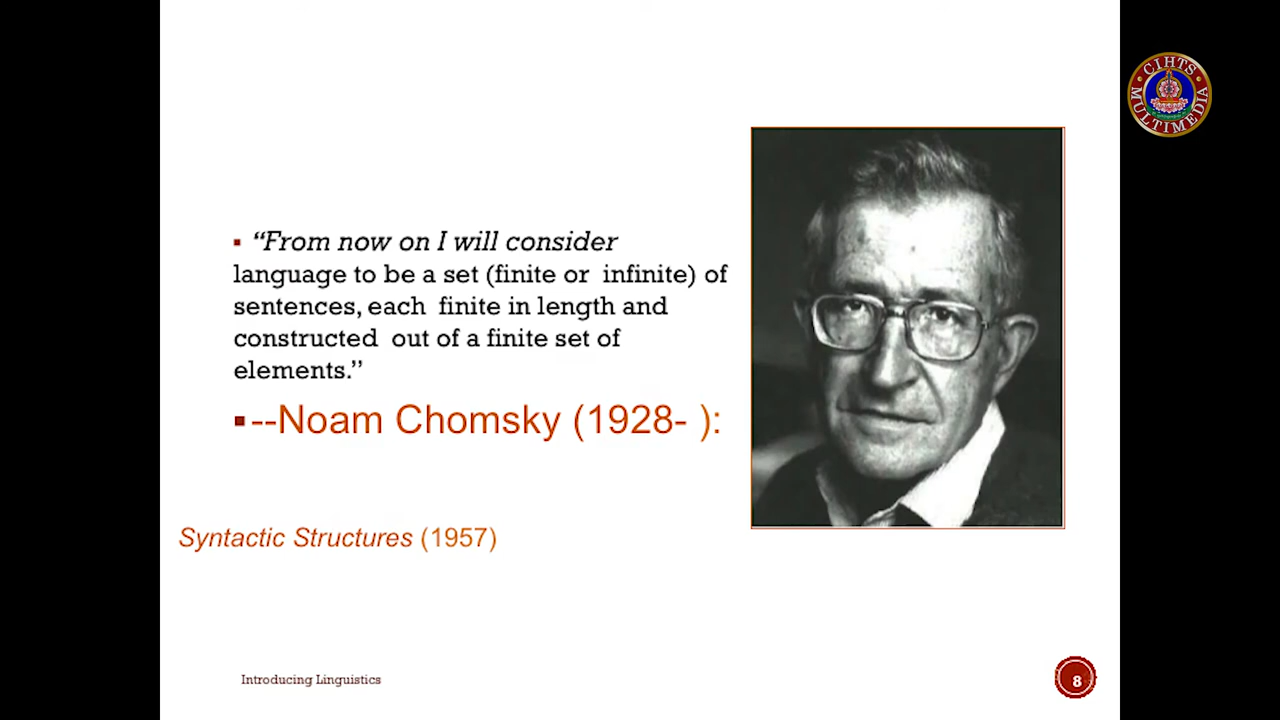 ▪ “From now on I will consider
language to be a set (finite or infinite) of
sentences, each finite in length and
constructed out of a finite set of
elements.”
▪--Noam Chomsky (1928- ):
Syntactic Structures (1957)
Introducing Linguistics
8
CIHTS
MULTIMEDIA